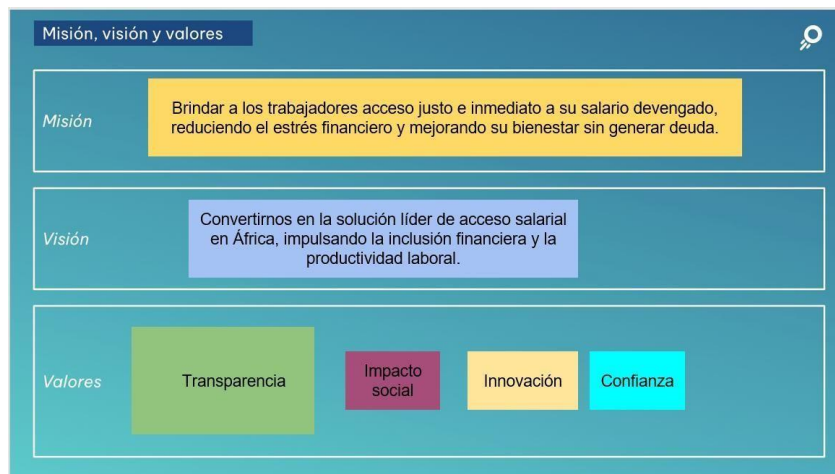 Misión, visión y valores
Misión
Brindar a los trabajadores acceso justo e inmediato a su salario devengado,
reduciendo el estrés financiero y mejorando su bienestar sin generar deuda.
Visión
Convertirnos en la solución líder de acceso salarial
en África, impulsando la inclusión financiera y la
productividad laboral.
Valores
Transparencia
Impacto
social
Innovación
Confianza